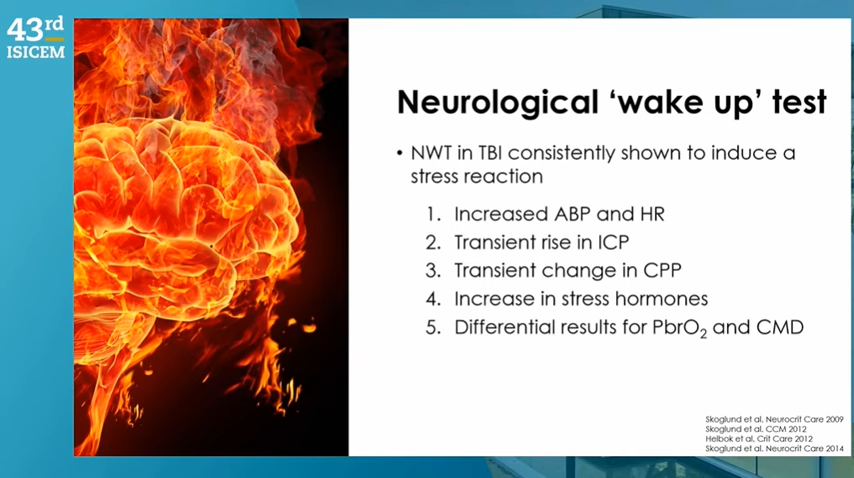 43rd
ISICEM
Neurological ‘wake up’ test
• NWT in TBI consistently shown to induce a
stress reaction
1. Increased ABP and HR
2. Transient rise in ICP
3. Transient change in CPP
4. Increase in stress hormones
5. Differential results for PbrO₂ and CMD
Skoglund et al. Neurocrit Care 2009
Skoglund et al. CCM 2012
Helbok et al. Crit Care 2012
Skoglund et al. Neurocrit Care 2014